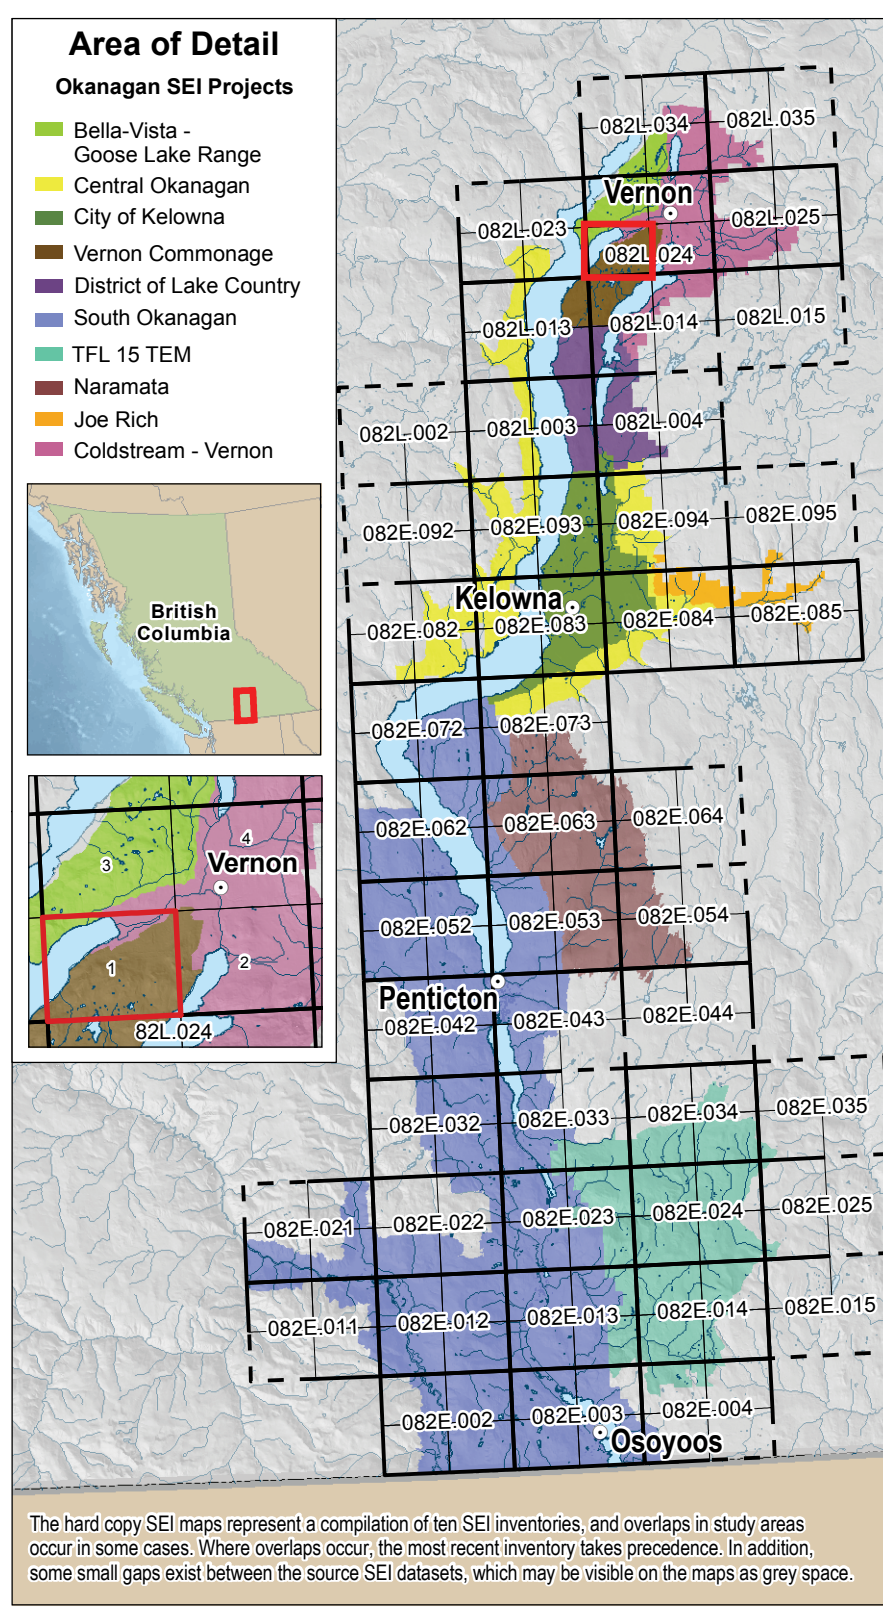 Area of Detail
Okanagan SEI Projects
Bella-Vista -
Goose Lake Range
Central Okanagan
City of Kelowna
Vernon Commonage
District of Lake Country
South Okanagan
TFL 15 TEM
Naramata
Joe Rich
Coldstream - Vernon
British
Columbia
3
4
Vernon
1
2
82L.024
082L.034
082L.035
Vernon
082L.023
082L.025
082L.024
082L.013
082L.014
082L.015
082L.002
082L.003
082L.004
082E.092
082E.093
082E.094
082E.095
Kelowna
082E.082
082E.083
082E.084
082E.085
082E.072
082E.073
082E.062
082E.063
082E.064
082E.052
082E.053
082E.054
Penticton
082E.042
082E.043
082E.044
082E.032
082E.033
082E.034
082E.035
082E.021
082E.022
082E.023
082E.024
082E.025
082E.011
082E.012
082E.013
082E.014
082E.015
082E.002
082E.003
082E.004
Osoyoos
The hard copy SEI maps represent a compilation of ten SEI inventories, and overlaps in study areas
occur in some cases. Where overlaps occur, the most recent inventory takes precedence. In addition,
some small gaps exist between the source SEI datasets, which may be visible on the maps as grey space.